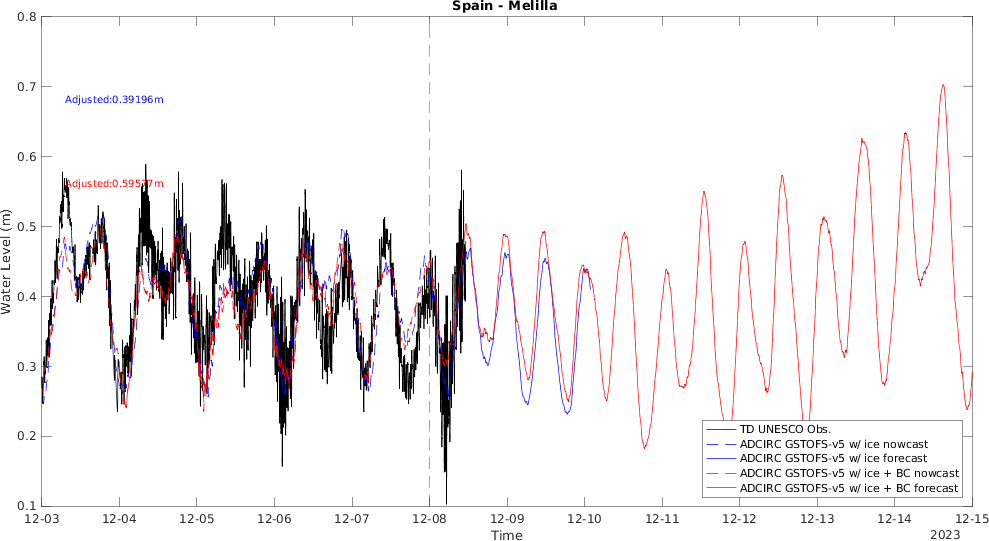 Spain - Melilla
0.8
0.7
0.6
0.5
0.4
0.3
0.2
0.1
Water Level (m)
Adjusted:0.39196m
Adjusted:0.59577m
TD UNESCO Obs.
ADCIRC GSTOFS-v5 w/ ice nowcast
ADCIRC GSTOFS-v5 w/ ice forecast
ADCIRC GSTOFS-v5 w/ ice + BC nowcast
ADCIRC GSTOFS-v5 w/ ice + BC forecast
12-03 12-04 12-05 12-06 12-07 12-08 12-09 12-10 12-11 12-12 12-13 12-14 12-15
Time
2023